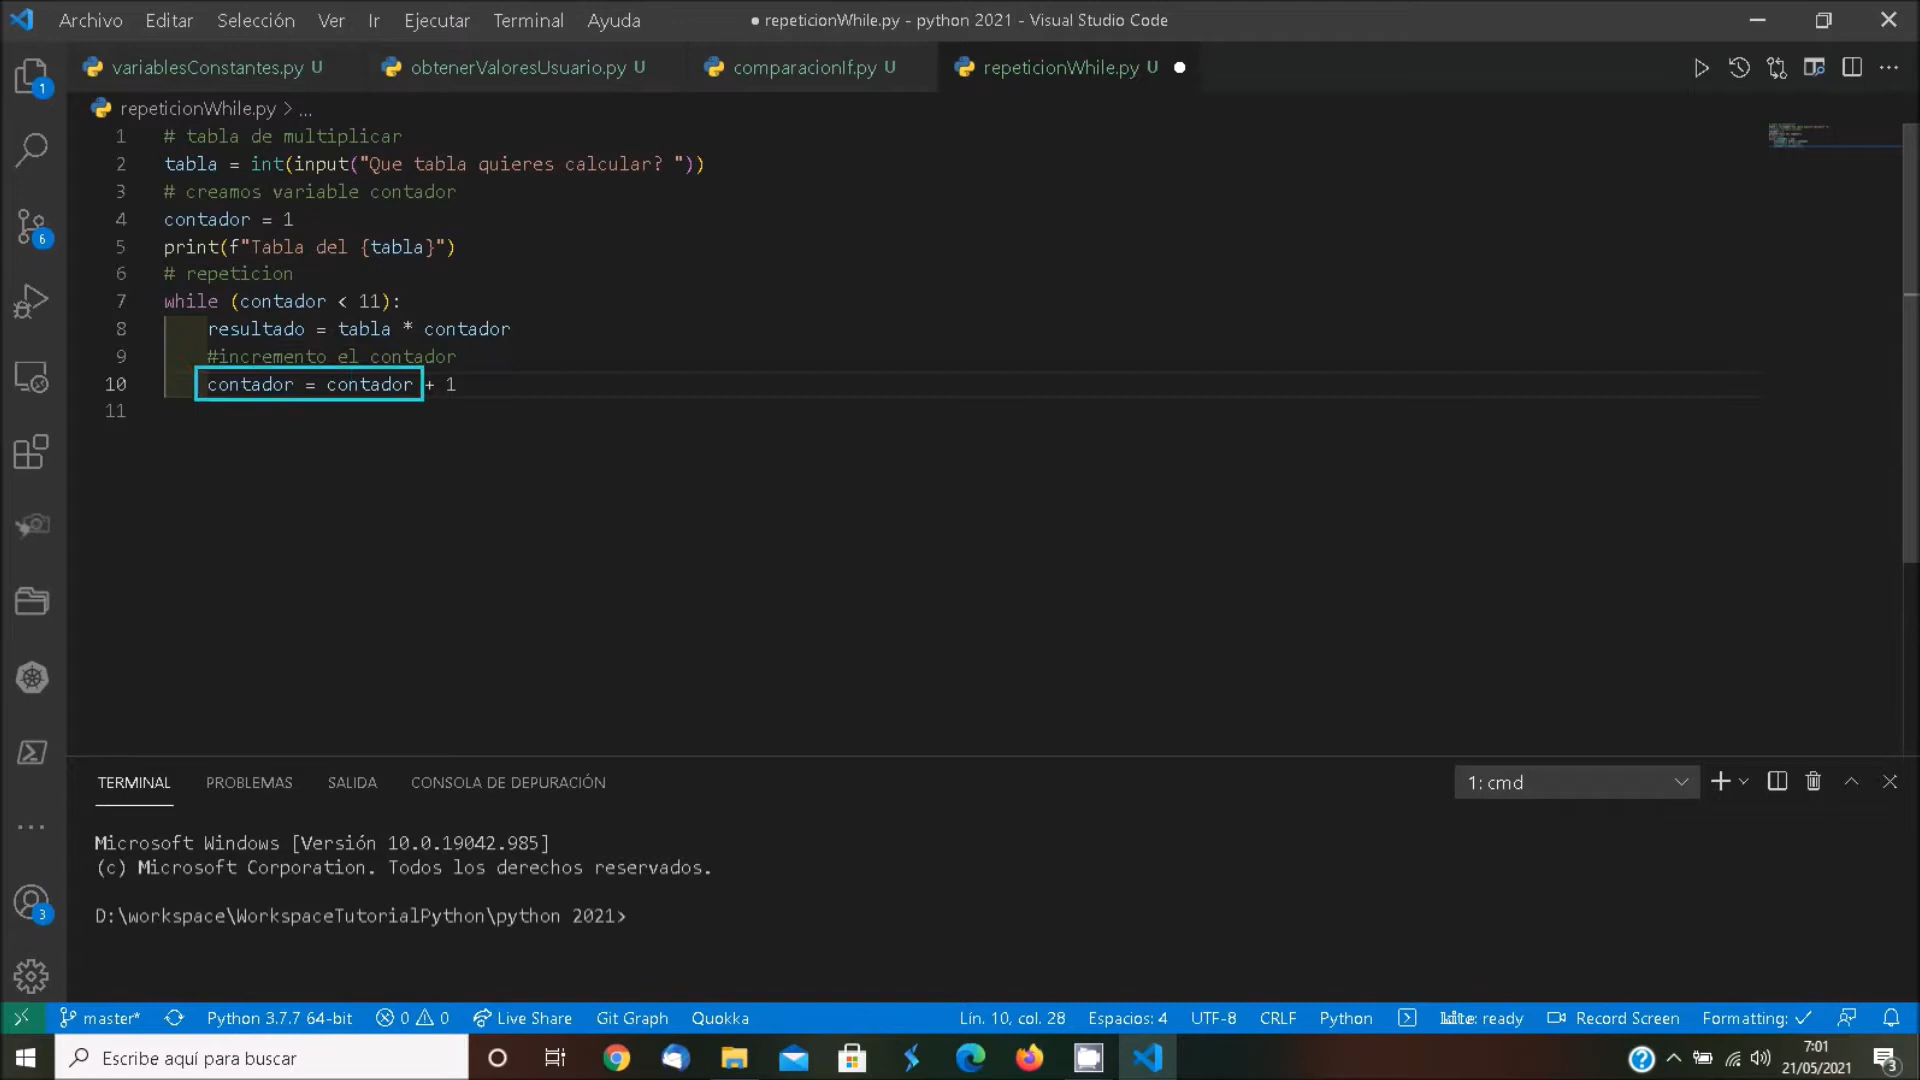 Archivo Editar Selección Ver Ir Ejecutar Terminal Ayuda
● repeticionWhile.py - python 2021 - Visual Studio Code
variablesConstantes.py U
obtenerValoresUsuario.py U
comparacionIf.py U
repeticionWhile.py U
repeticionWhile.py > ...
1 # tabla de multiplicar
2 tabla = int(input("Que tabla quieres calcular? "))
3 # creamos variable contador
4 contador = 1
5 print(f"Tabla del {tabla}")
6 # repeticion
7 while (contador < 11):
8 resultado = tabla * contador
9 #incremento el contador
10 contador = contador + 1
11
1
6
3
TERMINAL PROBLEMAS SALIDA CONSOLA DE DEPURACIÓN
1: cmd
Microsoft Windows [Versión 10.0.19042.985]
(c) Microsoft Corporation. Todos los derechos reservados.
D:\workspace\WorkspaceTutorialPython\python 2021>
master* Python 3.7.7 64-bit 0 0 Live Share Git Graph Quokka
Lín. 10, col. 28 Espacios: 4 UTF-8 CRLF Python ready Record Screen Formatting: ✓
Escribe aquí para buscar
7:01
21/05/2021
3